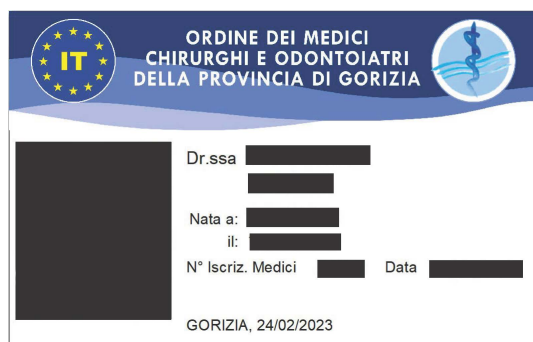 IT
ORDINE DEI MEDICI
CHIRURGHI E ODONTOIATRI
DELLA PROVINCIA DI GORIZIA
Dr.ssa
Nata a:
il:
N° Iscriz. Medici Data
GORIZIA, 24/02/2023